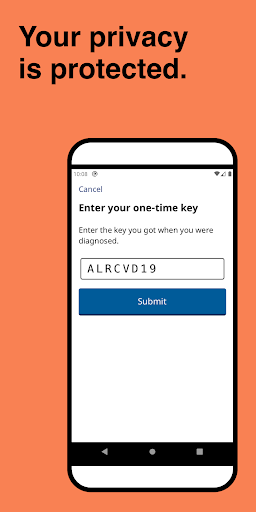 Your privacy
is protected.
10:08
Cancel
Enter your one-time key
Enter the key you got when you were
diagnosed.
ALRCVD19
Submit